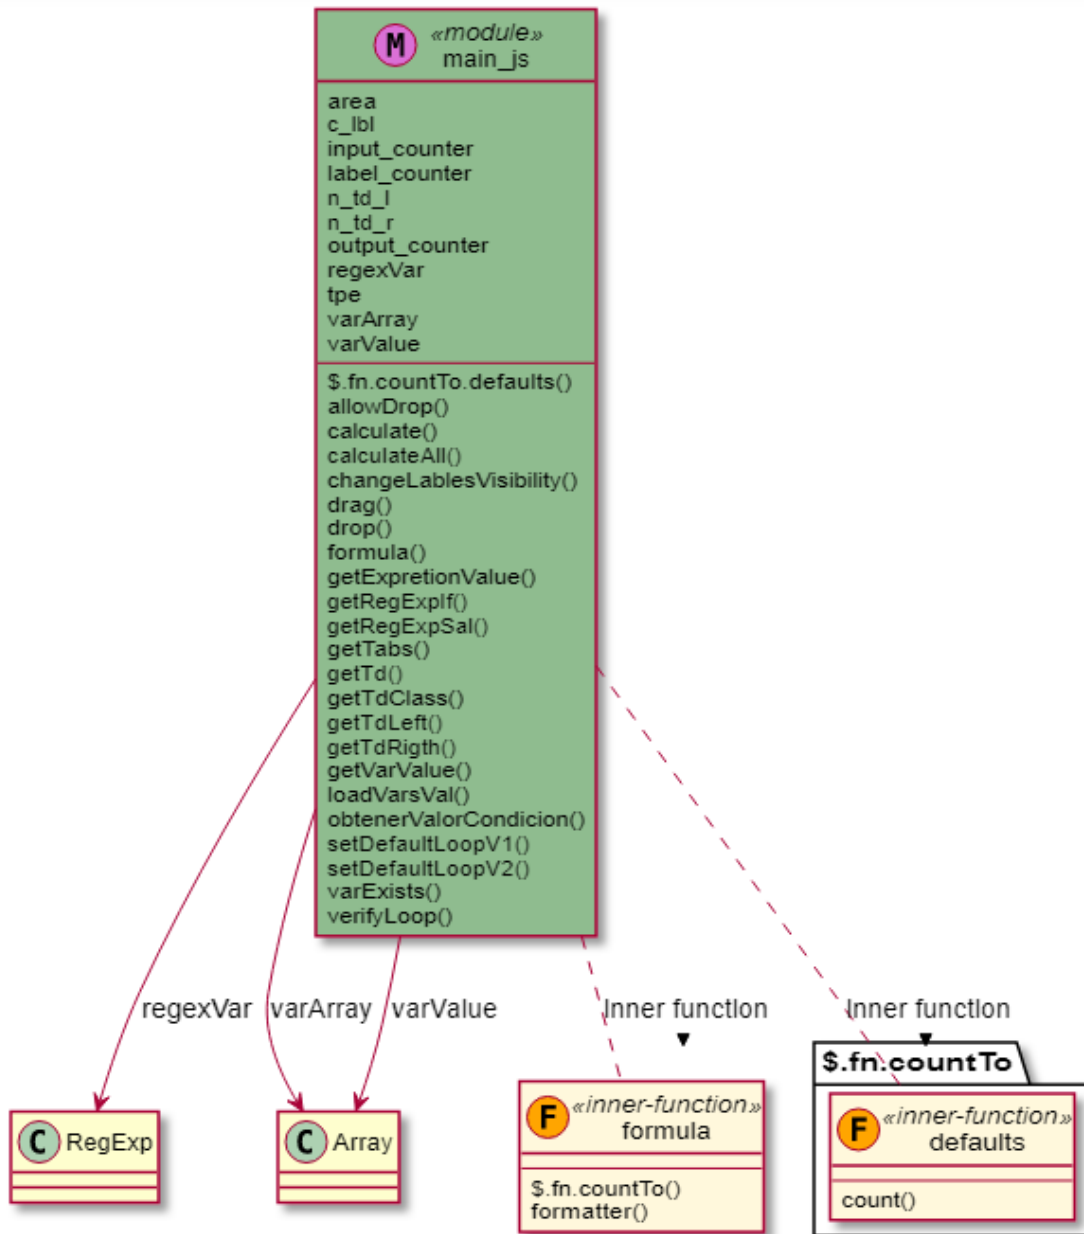 M «module»
main_js
area
c_lbl
input_counter
label_counter
n_td_l
n_td_r
output_counter
regexVar
tpe
varArray
varValue
$.fn.countTo.defaults()
allowDrop()
calculate()
calculateAll()
changeLablesVisibility()
drag()
drop()
formula()
getExpretionValue()
getRegExpIf()
getRegExpSal()
getTabs()
getTd()
getTdClass()
getTdLeft()
getTdRigth()
getVarValue()
loadVarsVal()
obtenerValorCondicion()
setDefaultLoopV1()
setDefaultLoopV2()
varExists()
verifyLoop()
regexVar
varArray
varValue
Inner function
Inner function
$.fn.countTo
C RegExp
C Array
F «inner-function»
formula
$.fn.countTo()
formatter()
F «inner-function»
defaults
count()